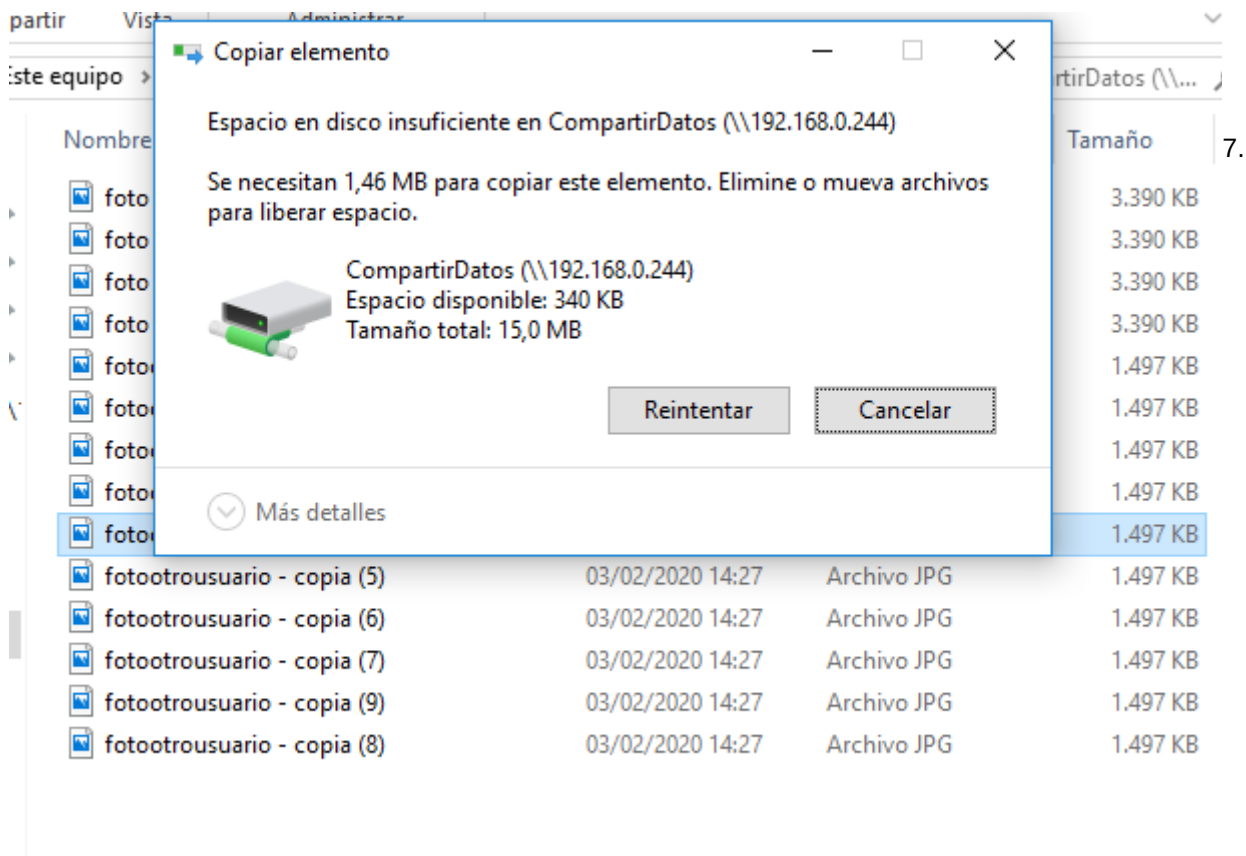 partir Vista Administrar
Este equipo
rtirDatos (\\...
Copiar elemento
Espacio en disco insuficiente en CompartirDatos (\\192.168.0.244)
Se necesitan 1,46 MB para copiar este elemento. Elimine o mueva archivos
para liberar espacio.
CompartirDatos (\\192.168.0.244)
Espacio disponible: 340 KB
Tamaño total: 15,0 MB
Reintentar Cancelar
Más detalles
Nombre Tamaño
7.
foto 3.390 KB
foto 3.390 KB
foto 3.390 KB
foto 3.390 KB
foto 1.497 KB
foto 1.497 KB
foto 1.497 KB
foto 1.497 KB
foto 1.497 KB
fotootrousuario - copia (5) 03/02/2020 14:27 Archivo JPG 1.497 KB
fotootrousuario - copia (6) 03/02/2020 14:27 Archivo JPG 1.497 KB
fotootrousuario - copia (7) 03/02/2020 14:27 Archivo JPG 1.497 KB
fotootrousuario - copia (9) 03/02/2020 14:27 Archivo JPG 1.497 KB
fotootrousuario - copia (8) 03/02/2020 14:27 Archivo JPG 1.497 KB